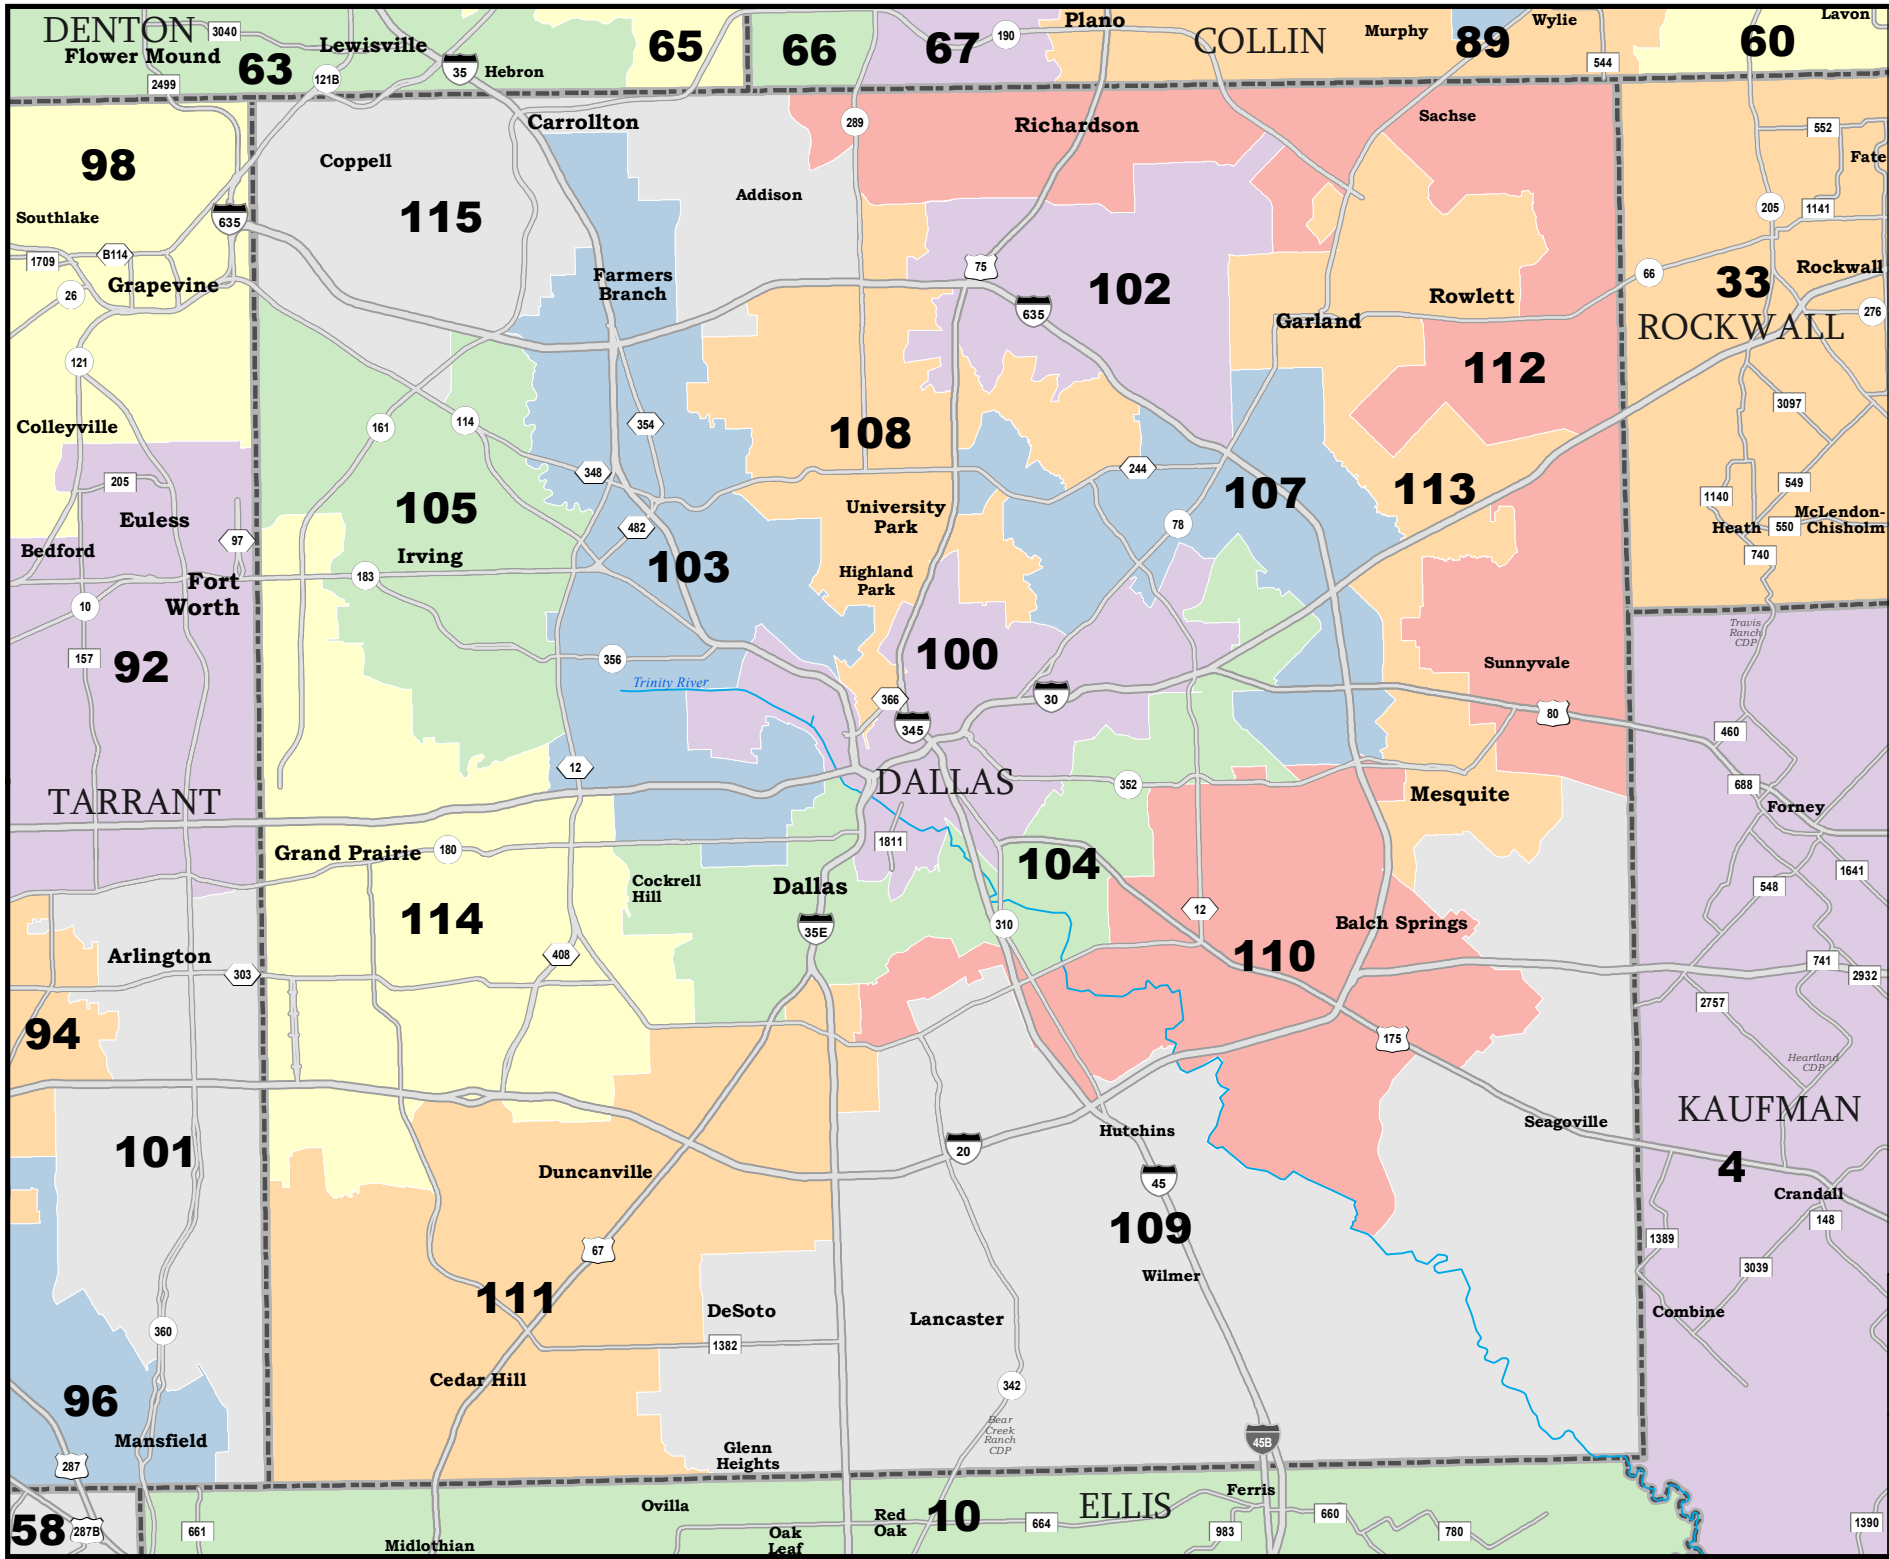 DENTON
3040
Flower Mound
63
Lewisville
121B
35
Hebron
2499
65
66
67
190
Plano
COLLIN
Murphy
89
Wylie
544
60
Lavon
98
Coppell
Carrollton
289
Richardson
Sachse
552
Fate
Southlake
635
115
Addison
205
1141
1709
B114
26
Grapevine
Farmers
Branch
75
102
635
66
33
Rockwall
Rowlett
Garland
ROCKWALL
276
121
112
3097
Colleyville
161
114
354
108
205
348
244
107
113
1140
549
Euless
105
University
Park
78
McLendon-
Chisholm
Heath
550
Bedford
97
482
Irving
103
740
Fort
Worth
183
Highland
Park
10
157
92
356
100
Travis
Ranch
CDP
Sunnyvale
Trinity River
366
30
345
80
460
12
DALLAS
352
688
TARRANT
Mesquite
Forney
1811
Grand Prairie
180
104
1641
Cockrell
Hill
Dallas
548
114
35E
310
12
Balch Springs
Arlington
303
408
110
741
2932
94
2757
175
Heartland
CDP
KAUFMAN
101
Hutchins
Seagoville
20
4
Duncanville
45
Crandall
109
148
67
1389
Wilmer
3039
111
DeSoto
Lancaster
Combine
360
1382
Cedar Hill
342
96
Bear
Creek
Ranch
CDP
Mansfield
45B
Glenn
Heights
287
58
287B
661
Ovilla
Red
Oak
10
664
ELLIS
Ferris
983
660
780
1390
Midlothian
Oak
Leaf